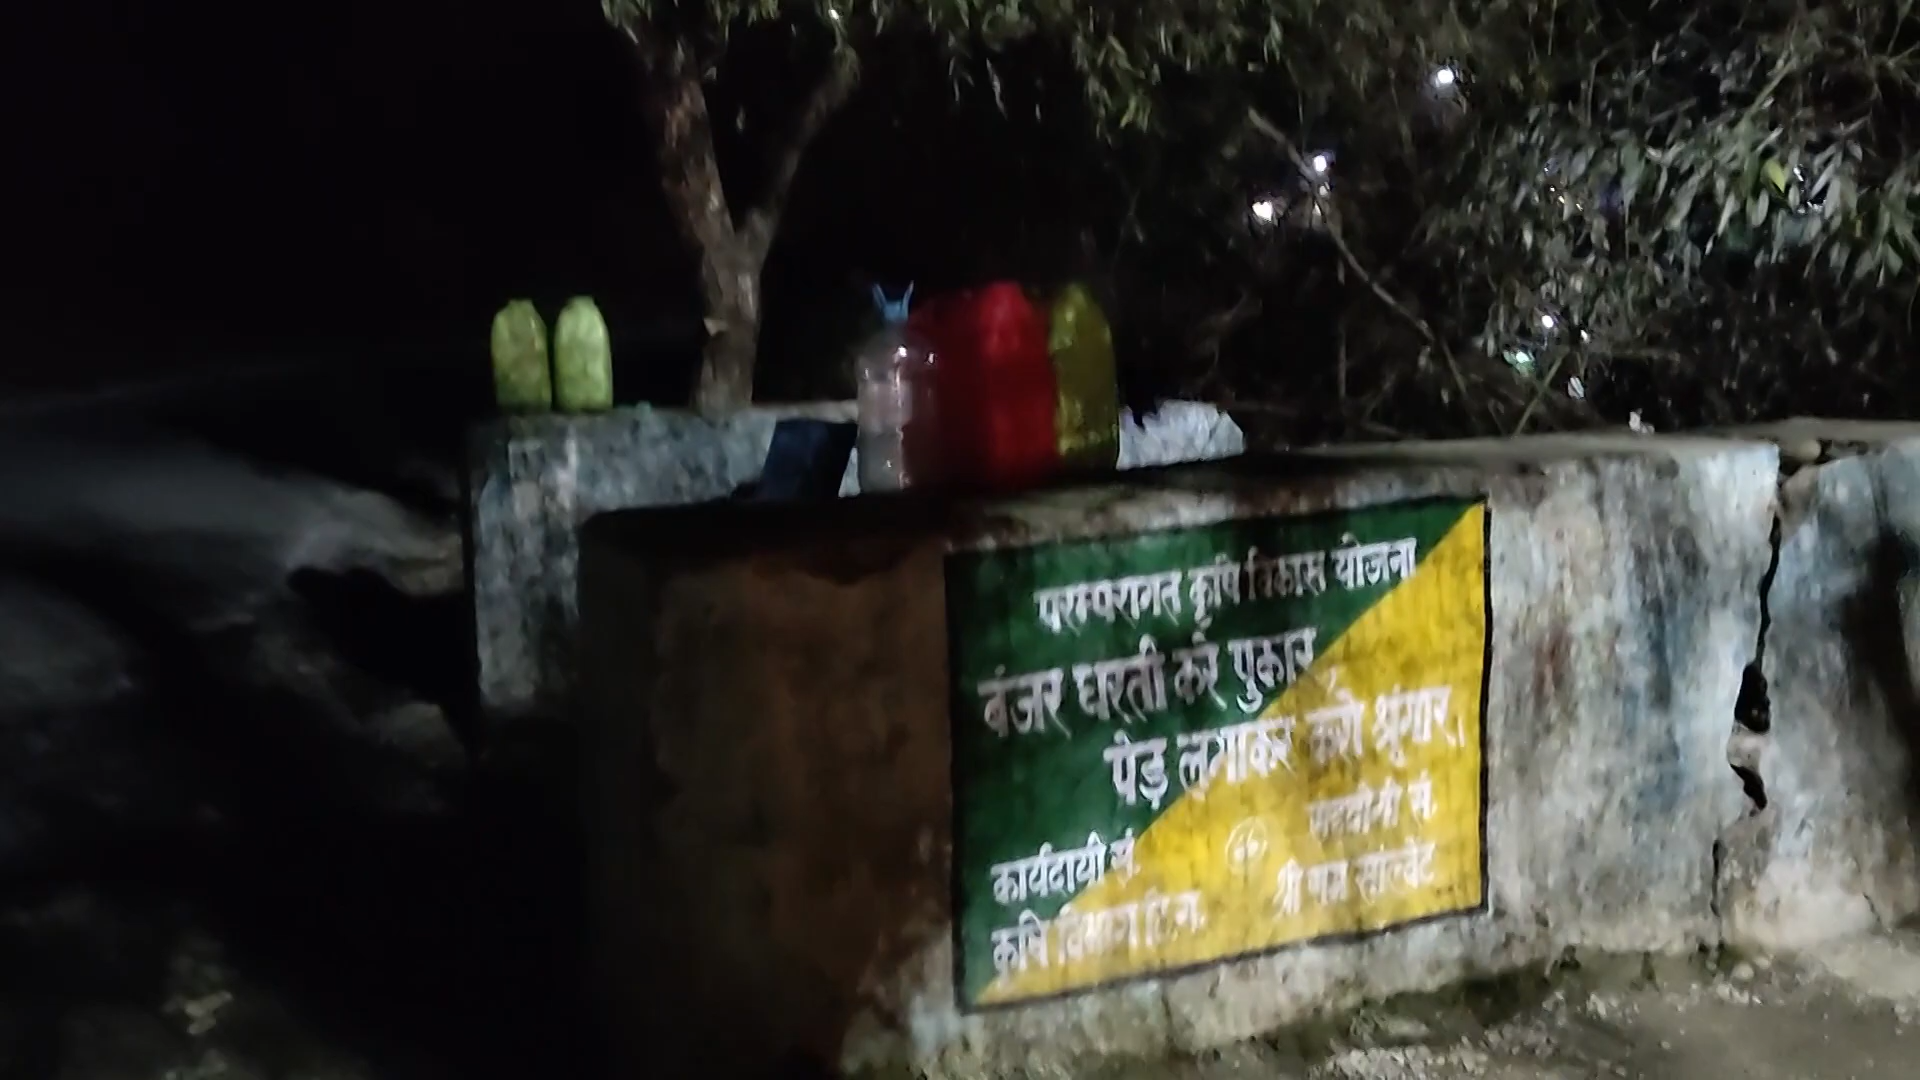 परम्परागत कृषि विकास योजना
बंजर धरती करे पुकार
पेड़ लगाकर करो श्रृंगार।
कार्यदायी सं.
सं.
कृषि विभाग
श्री